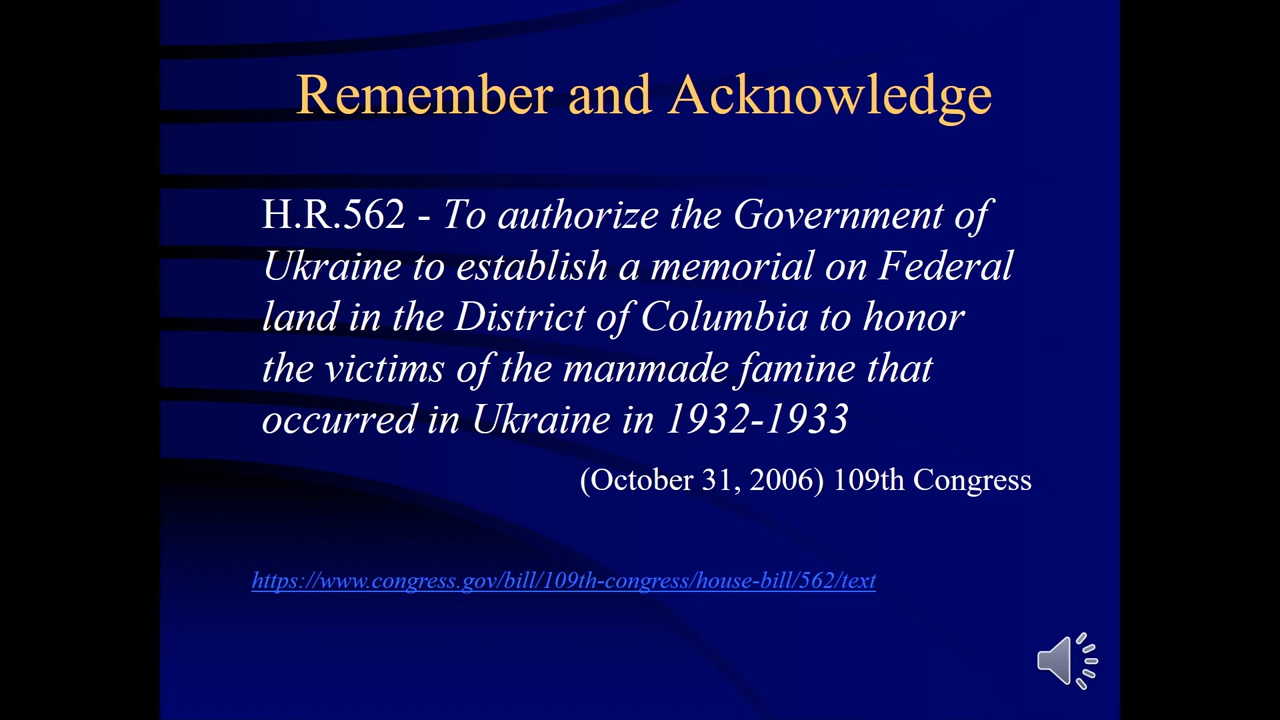 Remember and Acknowledge
H.R.562 - To authorize the Government of
Ukraine to establish a memorial on Federal
land in the District of Columbia to honor
the victims of the manmade famine that
occurred in Ukraine in 1932-1933
(October 31, 2006) 109th Congress
https://www.congress.gov/bill/109th-congress/house-bill/562/text